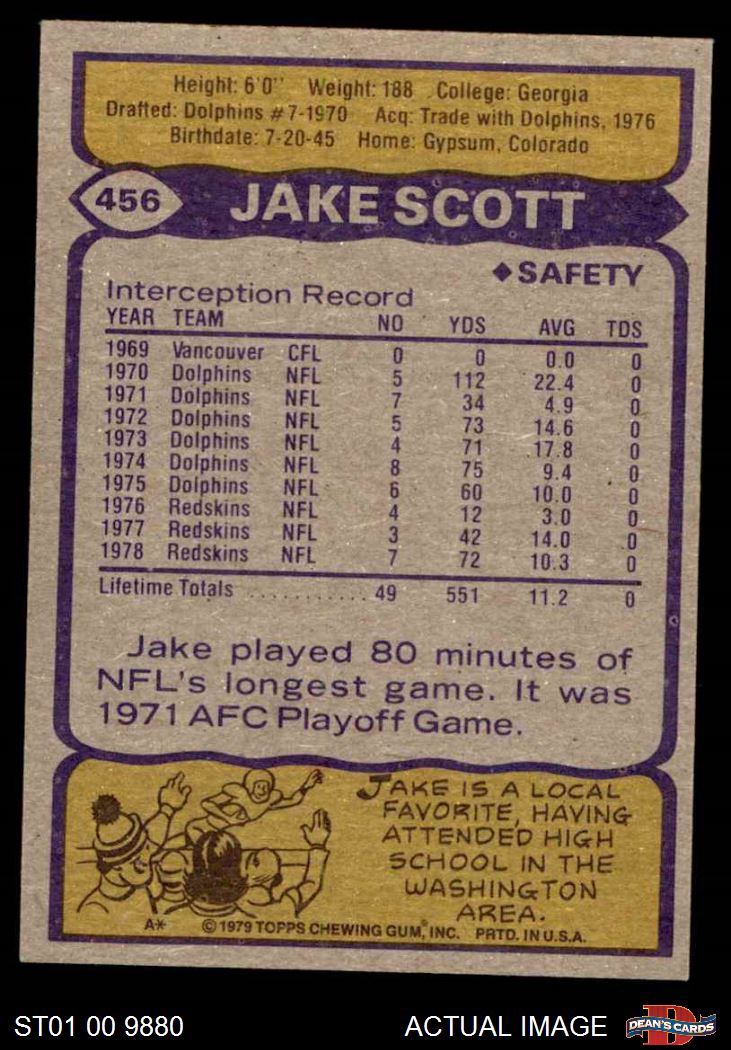 Height: 6'0" Weight: 188 College: Georgia
Drafted: Dolphins #7-1970 Acq: Trade with Dolphins, 1976
Birthdate: 7-20-45 Home: Gypsum, Colorado
456 JAKE SCOTT
◆SAFETY
Interception Record
YEAR TEAM NO YDS AVG TDS
1969 Vancouver CFL 0 0 0.0 0
1970 Dolphins NFL 5 112 22.4 0
1971 Dolphins NFL 7 34 4.9 0
1972 Dolphins NFL 5 73 14.6 0
1973 Dolphins NFL 4 71 17.8 0
1974 Dolphins NFL 8 75 9.4 0
1975 Dolphins NFL 6 60 10.0 0
1976 Redskins NFL 4 12 3.0 0
1977 Redskins NFL 3 42 14.0 0
1978 Redskins NFL 7 72 10.3 0
Lifetime Totals ........... 49 551 11.2 0
Jake played 80 minutes of
NFL's longest game. It was
1971 AFC Playoff Game.
JAKE IS A LOCAL
FAVORITE, HAVING
ATTENDED HIGH
SCHOOL IN THE
WASHINGTON
AREA.
A* ©1979 TOPPS CHEWING GUM, INC. PRTD. IN U.S.A.
ST01 00 9880 ACTUAL IMAGE D DEAN'S CARDS